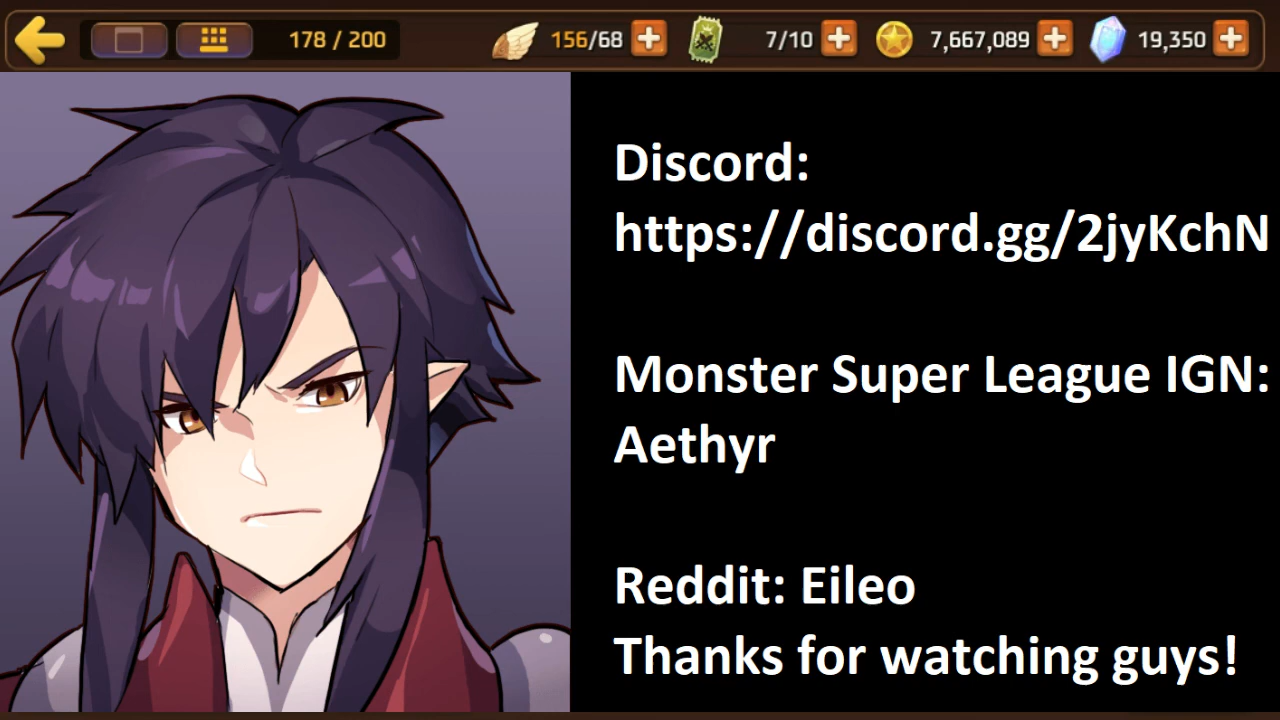 178 / 200
156/68
7/10
7,667,089
19,350
Discord:
https://discord.gg/2jyKchN
Monster Super League IGN:
Aethyr
Reddit: Eileo
Thanks for watching guys!